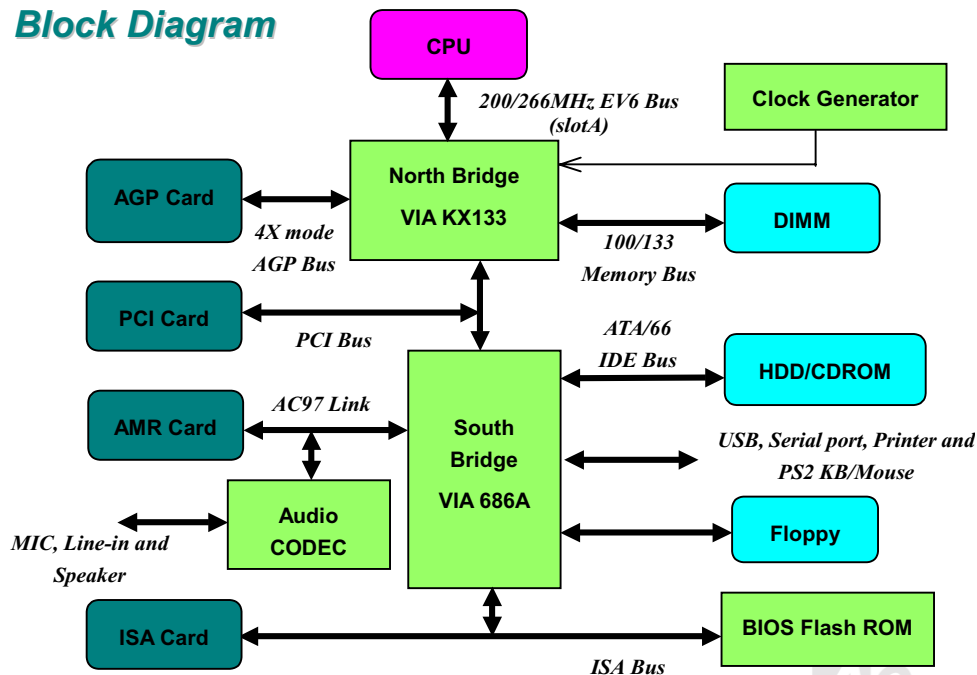 Block Diagram
CPU
200/266MHz EV6 Bus
(slotA)
Clock Generator
North Bridge
VIA KX133
AGP Card
4X mode
AGP Bus
DIMM
100/133
Memory Bus
PCI Card
PCI Bus
ATA/66
IDE Bus
HDD/CDROM
AMR Card
AC97 Link
South
Bridge
VIA 686A
USB, Serial port, Printer and
PS2 KB/Mouse
Audio
CODEC
MIC, Line-in and
Speaker
Floppy
ISA Card
BIOS Flash ROM
ISA Bus